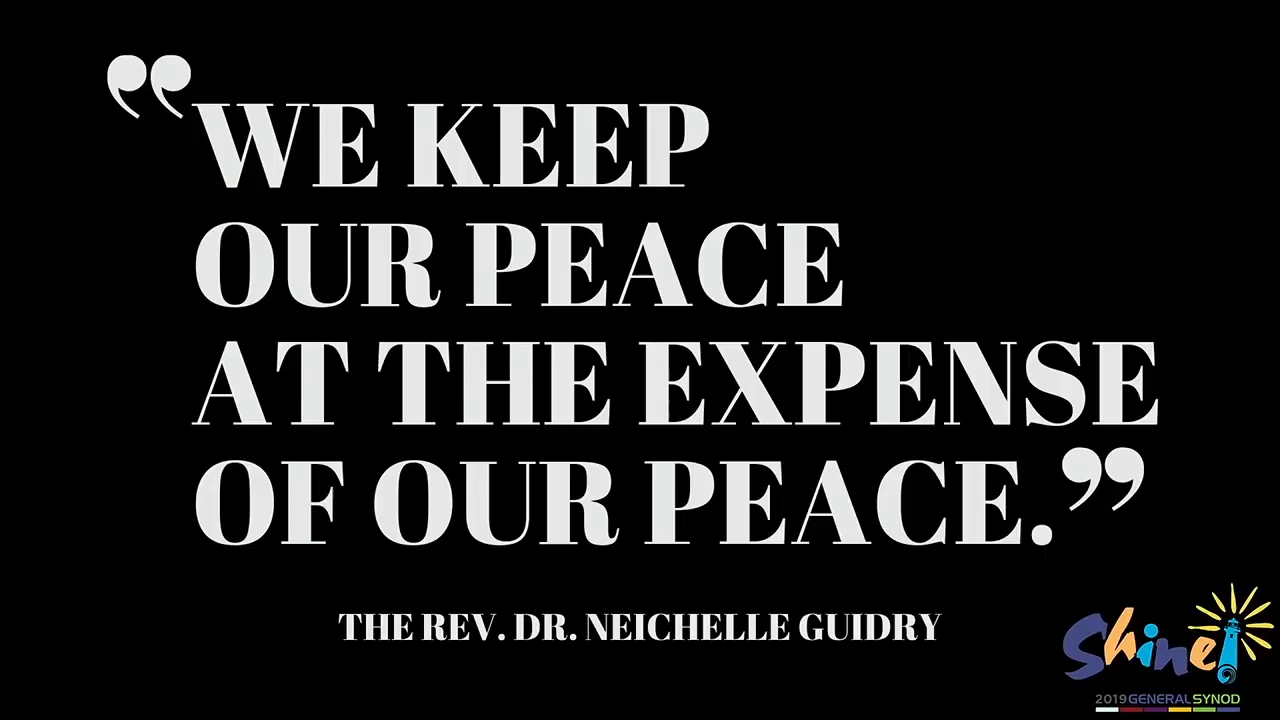 ”WE KEEP
OUR PEACE
AT THE EXPENSE
OF OUR PEACE.”
THE REV. DR. NEICHELLE GUIDRY
Shine!
2019 GENERAL SYNOD